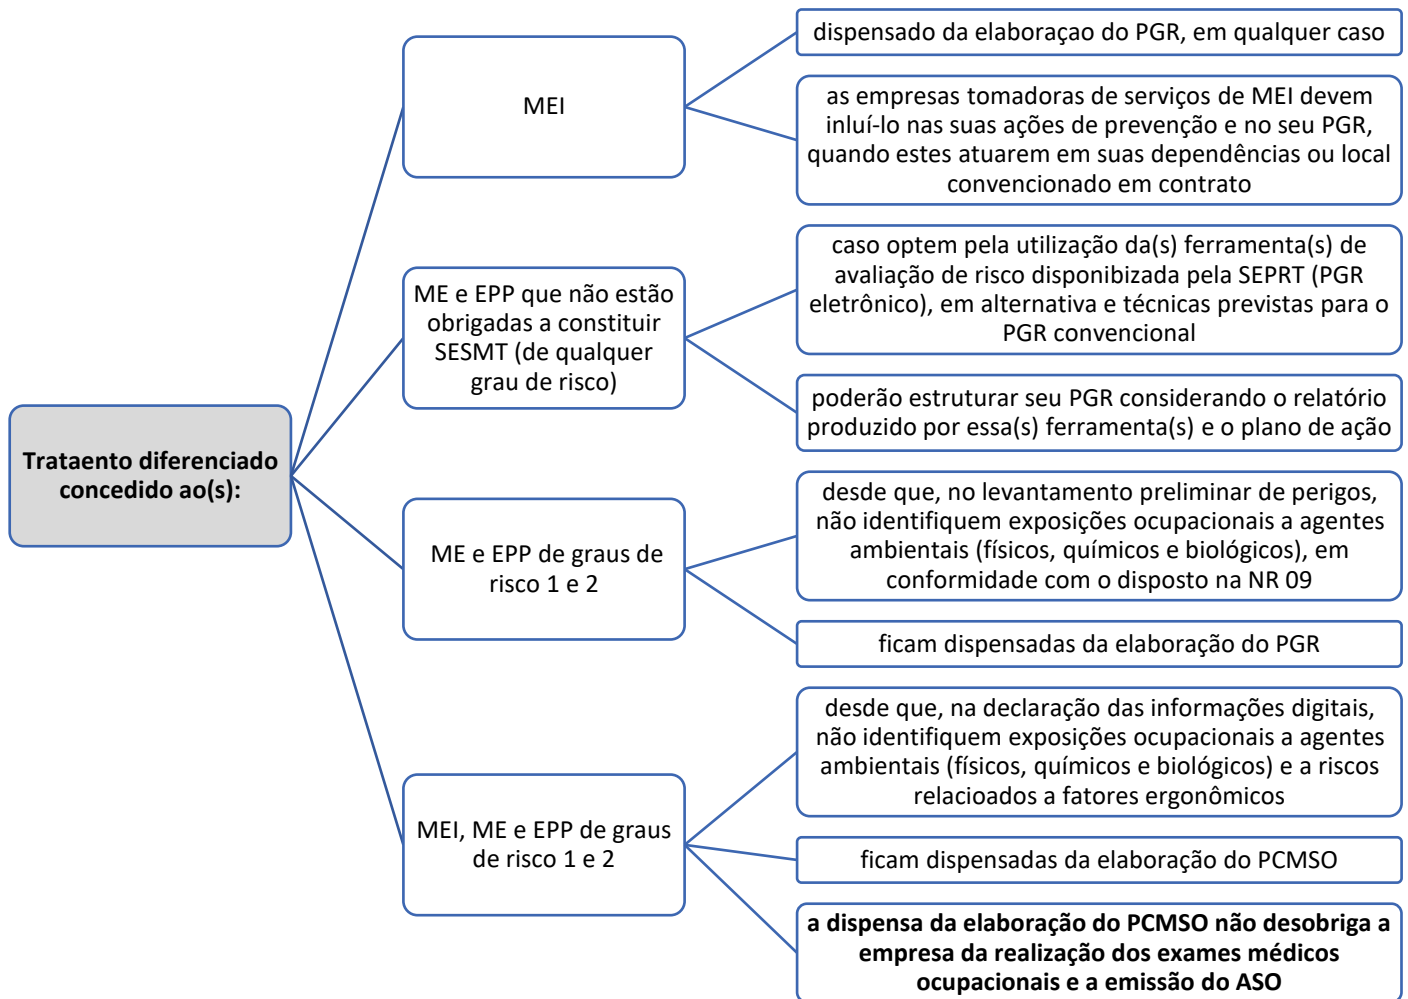 Trataento diferenciado
concedido ao(s):
MEI
dispensado da elaboraçao do PGR, em qualquer caso
as empresas tomadoras de serviços de MEI devem
inluí-lo nas suas ações de prevenção e no seu PGR,
quando estes atuarem em suas dependências ou local
convencionado em contrato
ME e EPP que não estão
obrigadas a constituir
SESMT (de qualquer
grau de risco)
caso optem pela utilização da(s) ferramenta(s) de
avaliação de risco disponibizada pela SEPRT (PGR
eletrônico), em alternativa e técnicas previstas para o
PGR convencional
poderão estruturar seu PGR considerando o relatório
produzido por essa(s) ferramenta(s) e o plano de ação
ME e EPP de graus de
risco 1 e 2
desde que, no levantamento preliminar de perigos,
não identifiquem exposições ocupacionais a agentes
ambientais (físicos, químicos e biológicos), em
conformidade com o disposto na NR 09
ficam dispensadas da elaboração do PGR
MEI, ME e EPP de graus
de risco 1 e 2
desde que, na declaração das informações digitais,
não identifiquem exposições ocupacionais a agentes
ambientais (físicos, químicos e biológicos) e a riscos
relacioados a fatores ergonômicos
ficam dispensadas da elaboração do PCMSO
a dispensa da elaboração do PCMSO não desobriga a
empresa da realização dos exames médicos
ocupacionais e a emissão do ASO